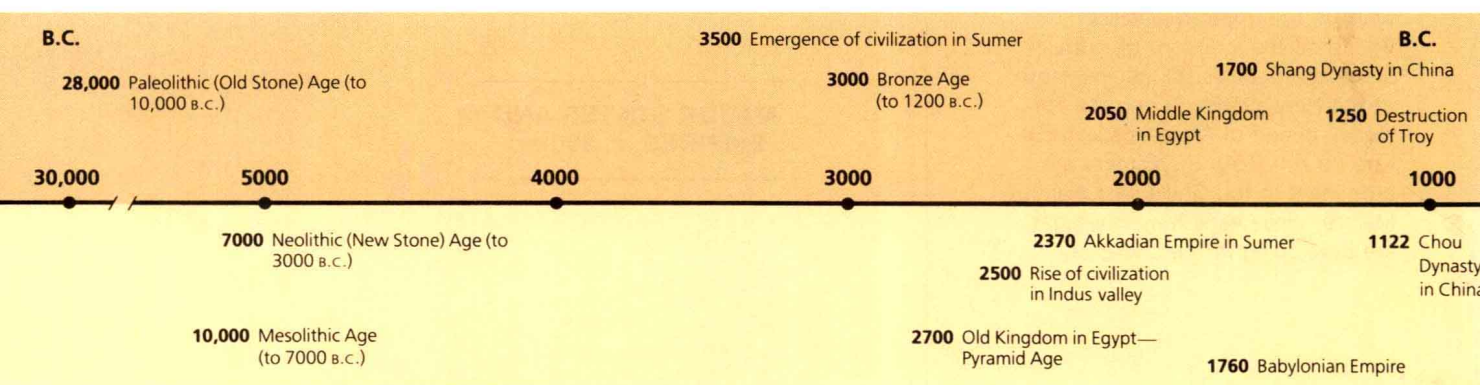 B.C.
3500 Emergence of civilization in Sumer
B.C.
28,000 Paleolithic (Old Stone) Age (to
10,000 B.C.)
3000 Bronze Age
(to 1200 B.C.)
1700 Shang Dynasty in China
2050 Middle Kingdom
in Egypt
1250 Destruction
of Troy
30,000 5000 4000 3000 2000 1000
7000 Neolithic (New Stone) Age (to
3000 B.C.)
2370 Akkadian Empire in Sumer
1122 Chou
Dynasty
in China
2500 Rise of civilization
in Indus valley
10,000 Mesolithic Age
(to 7000 B.C.)
2700 Old Kingdom in Egypt—
Pyramid Age
1760 Babylonian Empire